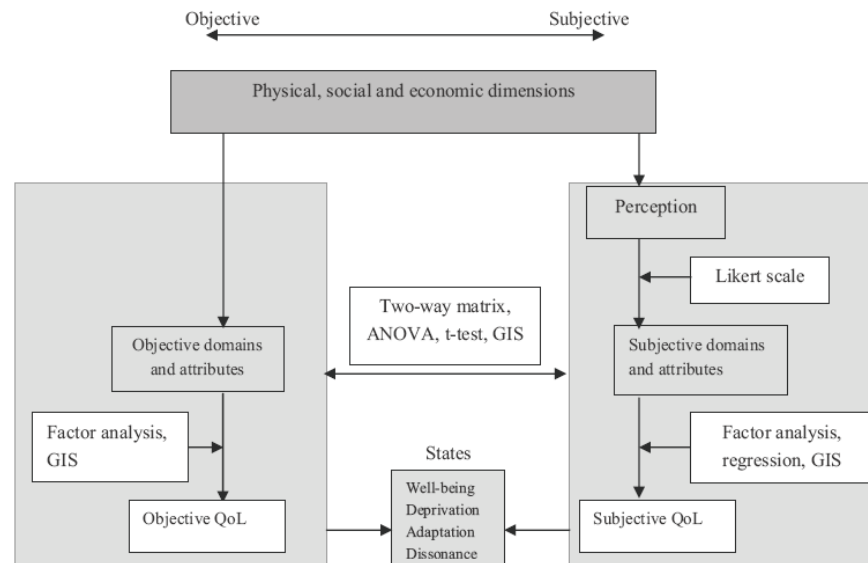 Objective
Subjective
Physical, social and economic dimensions
Perception
Likert scale
Two-way matrix,
ANOVA, t-test, GIS
Objective domains
and attributes
Subjective domains
and attributes
Factor analysis,
GIS
Factor analysis,
regression, GIS
States
Well-being
Deprivation
Adaptation
Dissonance
Objective QoL
Subjective QoL